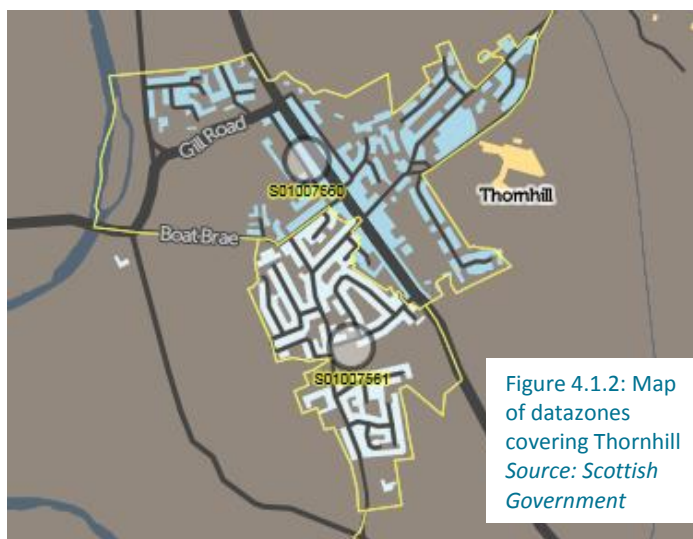 Gill Road
S01007560
Thornhill
Boat Brae
S01007561
Figure 4.1.2: Map
of datazones
covering Thornhill
Source: Scottish
Government